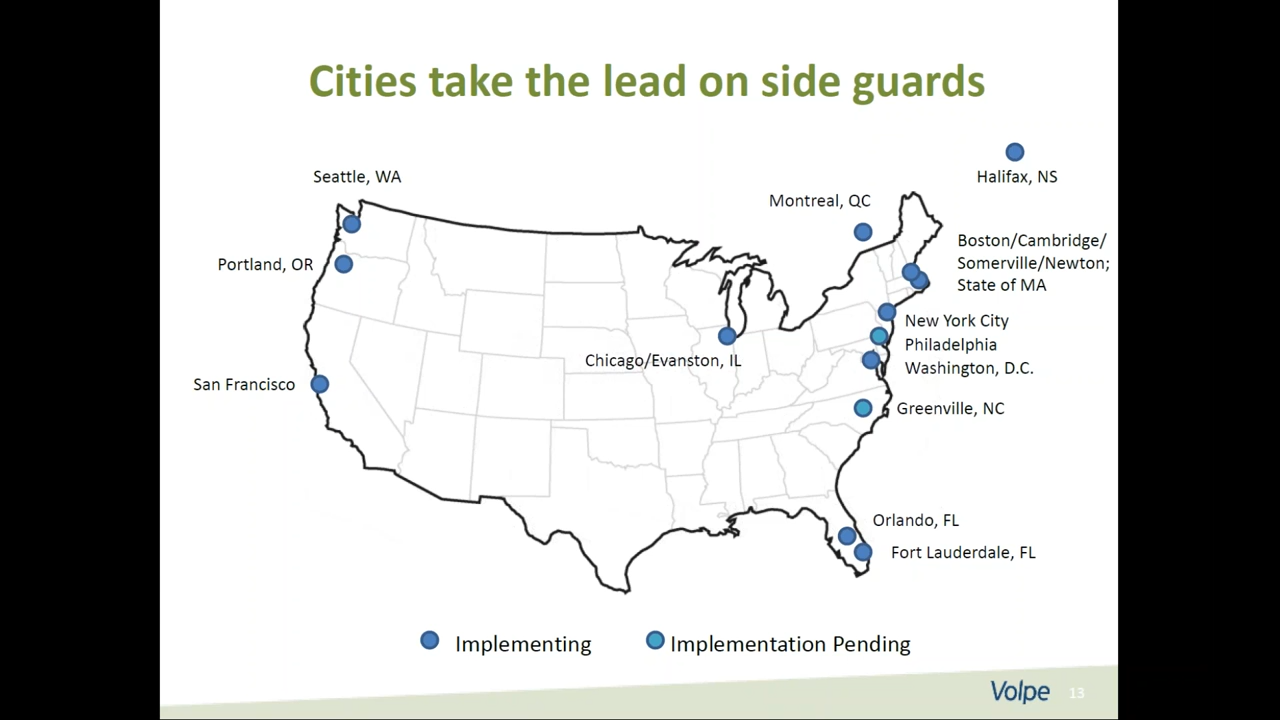 Cities take the lead on side guards
Halifax, NS
Seattle, WA
Montreal, QC
Boston/Cambridge/
Somerville/Newton;
State of MA
Portland, OR
New York City
Philadelphia
Washington, D.C.
Chicago/Evanston, IL
San Francisco
Greenville, NC
Orlando, FL
Fort Lauderdale, FL
Implementing
Implementation Pending
Volpe
13